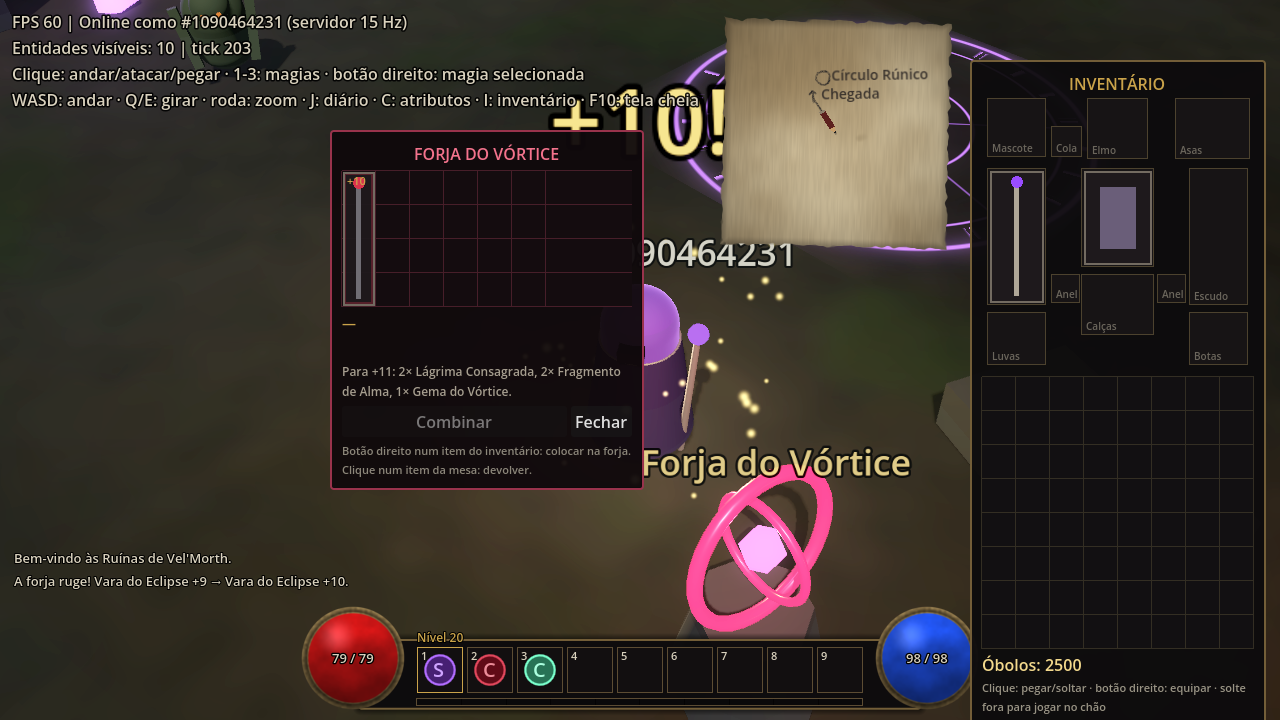 FPS 60 | Online como #1090464231 (servidor 15 Hz)
Entidades visíveis: 10 | tick 203
Clique: andar/atacar/pegar · 1-3: magias · botão direito: magia selecionada
WASD: andar · Q/E: girar · roda: zoom · J: diário · C: atributos · I: inventário · F10: tela cheia
+10!
Círculo Rúnico
Chegada
FORJA DO VÓRTICE
+10
—
Para +11: 2× Lágrima Consagrada, 2× Fragmento
de Alma, 1× Gema do Vórtice.
Combinar
Fechar
Botão direito num item do inventário: colocar na forja.
Clique num item da mesa: devolver.
90464231
Forja do Vórtice
INVENTÁRIO
Mascote
Cola
Elmo
Asas
Anel
Calças
Anel
Escudo
Luvas
Botas
Óbolos: 2500
Clique: pegar/soltar · botão direito: equipar · solte
fora para jogar no chão
Bem-vindo às Ruínas de Vel'Morth.
A forja ruge! Vara do Eclipse +9 → Vara do Eclipse +10.
79 / 79
Nível 20
1 S
2 C
3 C
4
5
6
7
8
9
98 / 98